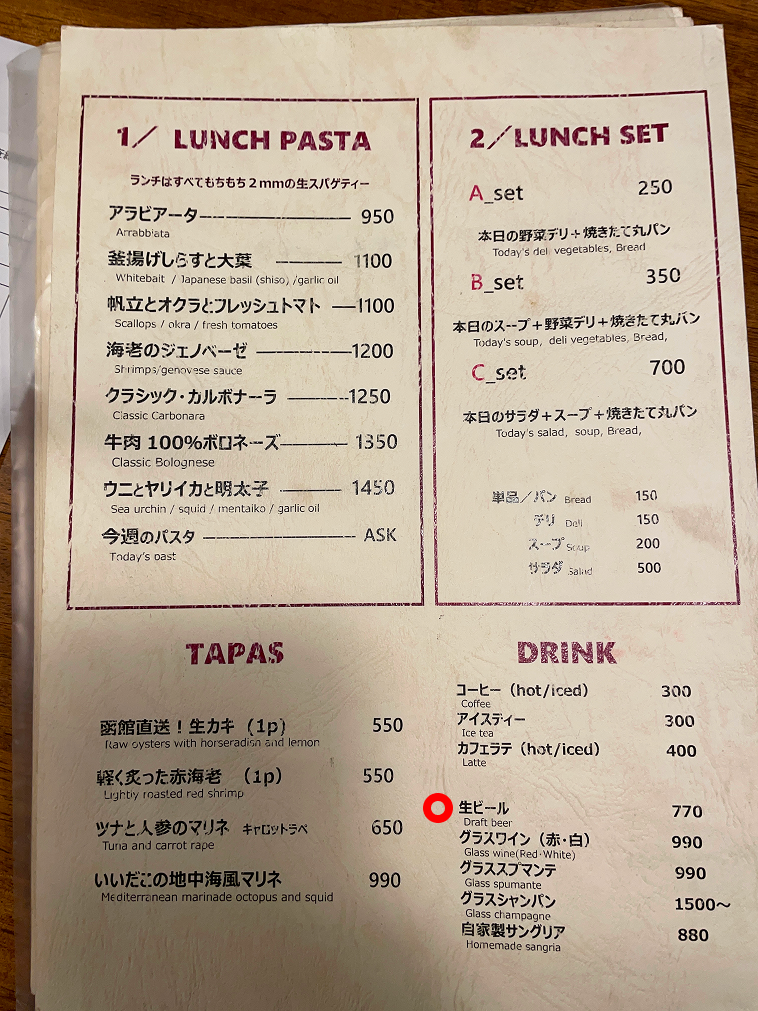 1/ LUNCH PASTA
ランチはすべてもちもち2mmの生スパゲティー
アラビアータ 950
Arrabbiata
釜揚げしらすと大葉 1100
Whitebait / Japanese basil (shiso) /garlic oil
帆立とオクラとフレッシュトマト 1100
Scallops / okra / fresh tomatoes
海老のジェノベーゼ 1200
Shrimps/genovese sauce
クラシック・カルボナーラ 1250
Classic Carbonara
牛肉 100%ボロネーズ 1350
Classic Bolognese
ウニとヤリイカと明太子 1450
Sea urchin / squid / mentaiko / garlic oil
今週のパスタ ASK
Today's past
2/LUNCH SET
A_set 250
本日の野菜デリ+焼きたて丸パン
Today's deli vegetables, Bread
B_set 350
本日のスープ+野菜デリ+焼きたて丸パン
Today's soup, deli vegetables, Bread,
C_set 700
本日のサラダ+スープ+焼きたて丸パン
Today's salad, soup, Bread,
単品/パン Bread 150
デリ Deli 150
スープ Soup 200
サラダ Salad 500
TAPAS
函館直送！生カキ (1p) 550
Raw oysters with horseradish and lemon
軽く炙った赤海老 (1p) 550
Lightly roasted red shrimp
ツナと人参のマリネ キャロットラペ 650
Tuna and carrot rape
いいだこの地中海風マリネ 990
Mediterranean marinade octopus and squid
DRINK
コーヒー (hot/iced) 300
Coffee
アイスティー 300
Ice tea
カフェラテ (hot/iced) 400
Latte
生ビール 770
Draft beer
グラスワイン (赤・白) 990
Glass wine(Red・White)
グラススプマンテ 990
Glass spumante
グラスシャンパン 1500〜
Glass champagne
自家製サングリア 880
Homemade sangria